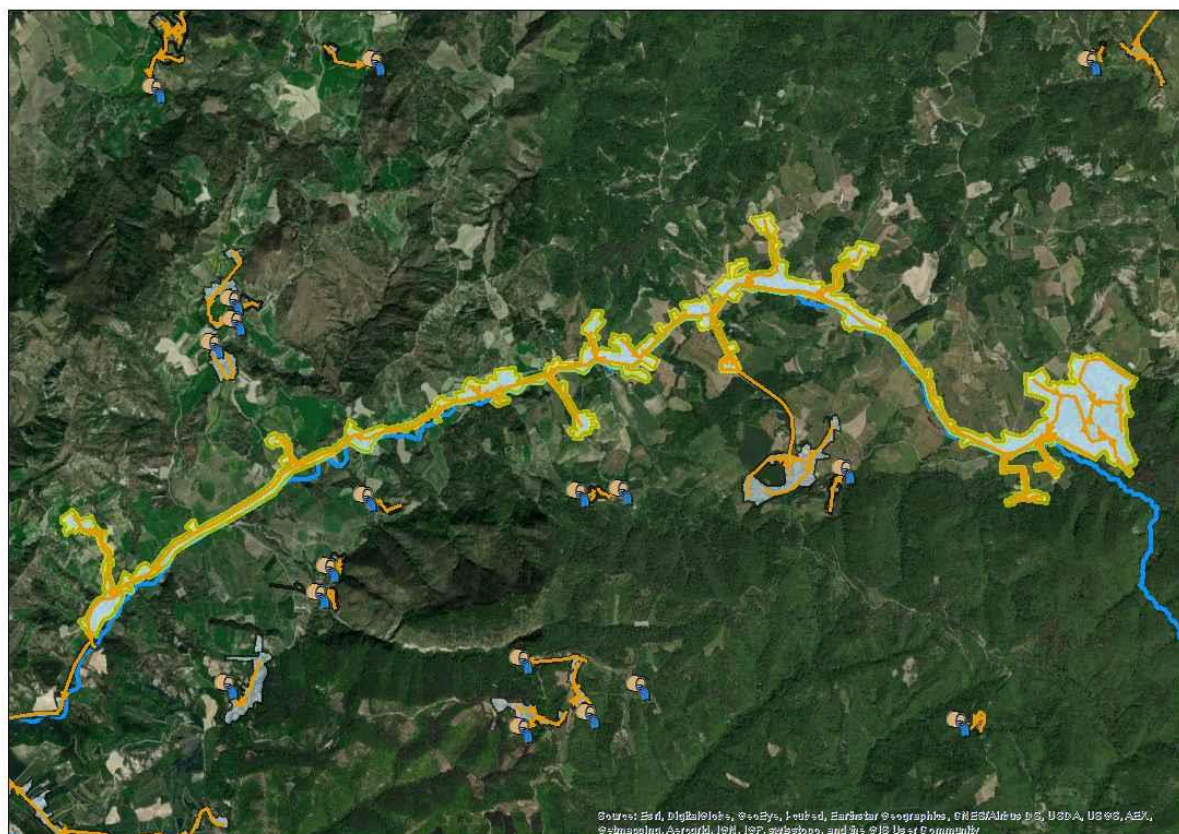 Source: Esri, DigitalGlobe, GeoEye, i-cubed, Earthstar Geographics, CNES/Airbus DS, USDA, USGS, AEX,
Getmapping, Aerogrid, IGN, IGP, swisstopo, and the GIS User Community